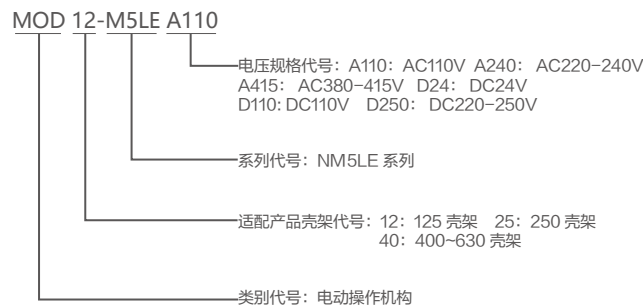 MOD 12-M5LE A110
电压规格代号：A110：AC110V A240：AC220-240V
A415：AC380-415V D24：DC24V
D110：DC110V D250：DC220-250V
系列代号：NM5LE 系列
适配产品壳架代号：12：125 壳架 25：250 壳架
40：400~630 壳架
类别代号：电动操作机构